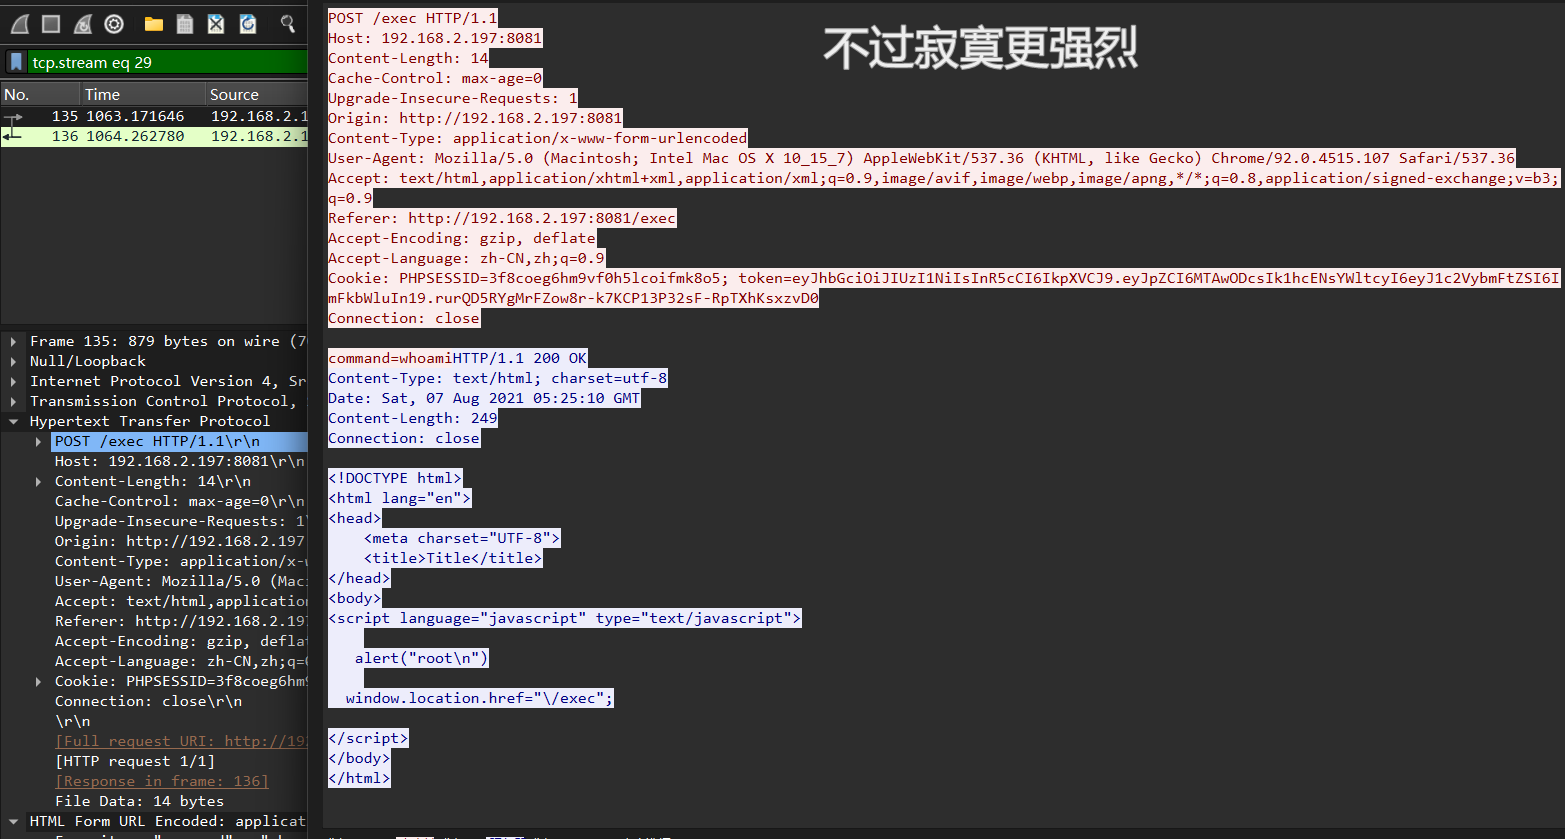 tcp.stream eq 29
No. Time Source
135 1063.171646 192.168.2.1
136 1064.262780 192.168.2.1
Frame 135: 879 bytes on wire (7
Null/Loopback
Internet Protocol Version 4, Sr
Transmission Control Protocol,
Hypertext Transfer Protocol
POST /exec HTTP/1.1\r\n
Host: 192.168.2.197:8081\r\n
Content-Length: 14\r\n
Cache-Control: max-age=0\r\n
Upgrade-Insecure-Requests: 1
Origin: http://192.168.2.197
Content-Type: application/x-w
User-Agent: Mozilla/5.0 (Maci
Accept: text/html,application
Referer: http://192.168.2.197
Accept-Encoding: gzip, deflat
Accept-Language: zh-CN,zh;q=0
Cookie: PHPSESSID=3f8coeg6hm9
Connection: close\r\n
\r\n
[Full request URI: http://19
[HTTP request 1/1]
[Response in frame: 136]
File Data: 14 bytes
HTML Form URL Encoded: applicat
不过寂寞更强烈
POST /exec HTTP/1.1
Host: 192.168.2.197:8081
Content-Length: 14
Cache-Control: max-age=0
Upgrade-Insecure-Requests: 1
Origin: http://192.168.2.197:8081
Content-Type: application/x-www-form-urlencoded
User-Agent: Mozilla/5.0 (Macintosh; Intel Mac OS X 10_15_7) AppleWebKit/537.36 (KHTML, like Gecko) Chrome/92.0.4515.107 Safari/537.36
Accept: text/html,application/xhtml+xml,application/xml;q=0.9,image/avif,image/webp,image/apng,*/*;q=0.8,application/signed-exchange;v=b3;
q=0.9
Referer: http://192.168.2.197:8081/exec
Accept-Encoding: gzip, deflate
Accept-Language: zh-CN,zh;q=0.9
Cookie: PHPSESSID=3f8coeg6hm9vf0h5lcoifmk8o5; token=eyJhbGciOiJIUzI1NiIsInR5cCI6IkpXVCJ9.eyJpZCI6MTAwODcsIk1hcENsYWltcyI6eyJ1c2VybmFtZSI6I
mFkbWluIn19.rurQD5RYgMrFZow8r-k7KCP13P32sF-RpTXhKsxzvD0
Connection: close
command=whoamiHTTP/1.1 200 OK
Content-Type: text/html; charset=utf-8
Date: Sat, 07 Aug 2021 05:25:10 GMT
Content-Length: 249
Connection: close
<!DOCTYPE html>
<html lang="en">
<head>
<meta charset="UTF-8">
<title>Title</title>
</head>
<body>
<script language="javascript" type="text/javascript">
alert("root\n")
window.location.href="\/exec";
</script>
</body>
</html>